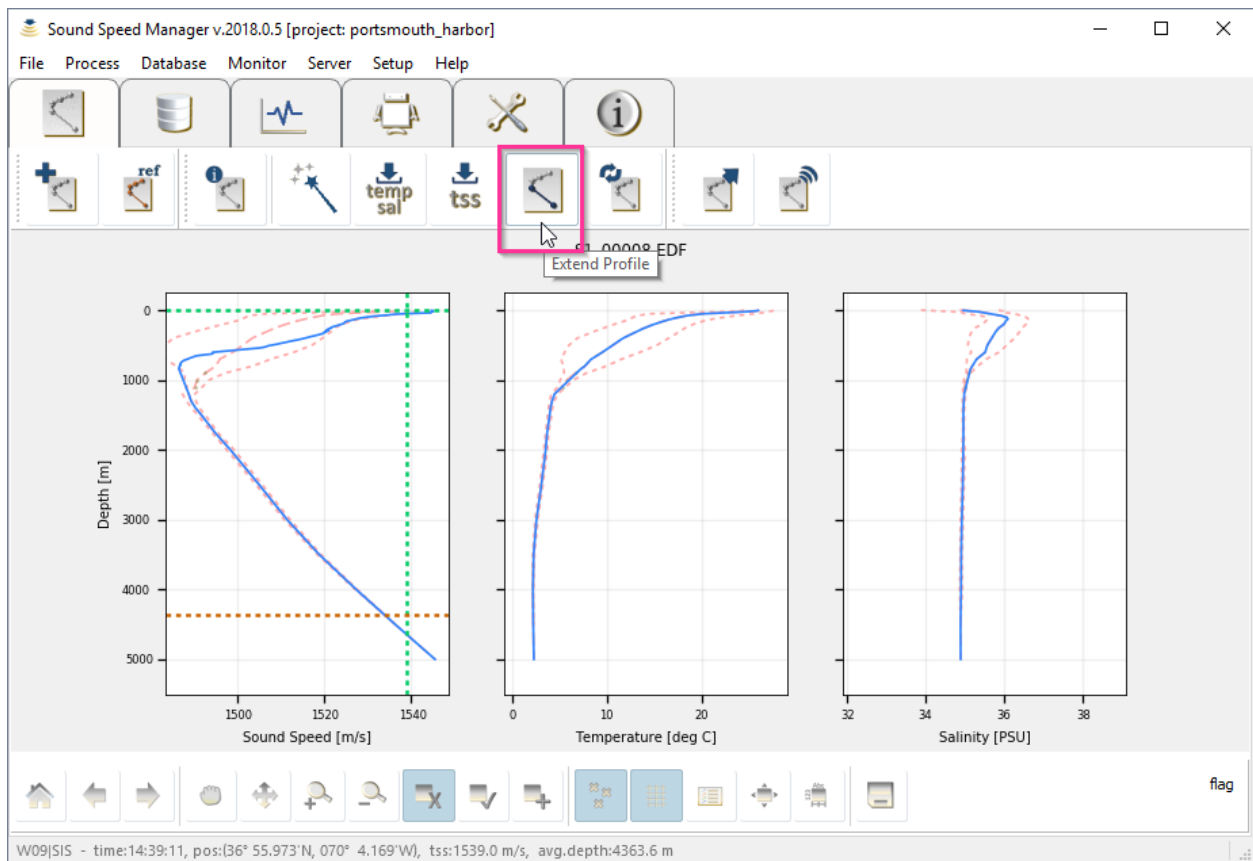 Sound Speed Manager v.2018.0.5 [project: portsmouth_harbor]
File Process Database Monitor Server Setup Help
ref
temp
sal
tss
00008.EDF
Extend Profile
0
1000
2000
3000
4000
5000
Depth [m]
1500 1520 1540
Sound Speed [m/s]
0 10 20
Temperature [deg C]
32 34 36 38
Salinity [PSU]
flag
W09|SIS - time:14:39:11, pos:(36° 55.973'N, 070° 4.169'W), tss:1539.0 m/s, avg.depth:4363.6 m